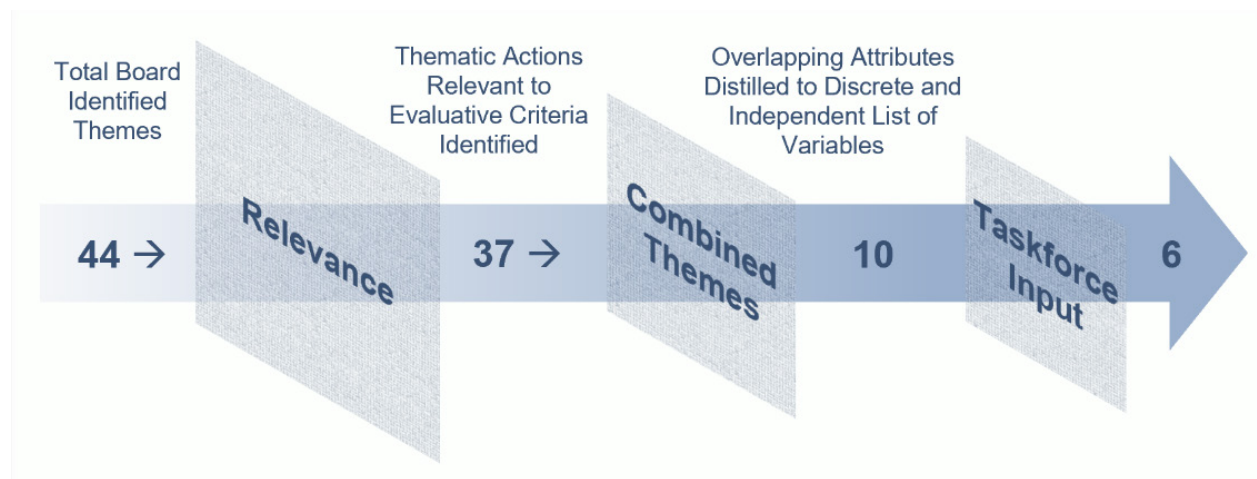 Total Board
Identified
Themes
44 →
Relevance
Thematic Actions
Relevant to
Evaluative Criteria
Identified
37 →
Combined
Themes
Overlapping Attributes
Distilled to Discrete and
Independent List of
Variables
10
Taskforce
Input
6